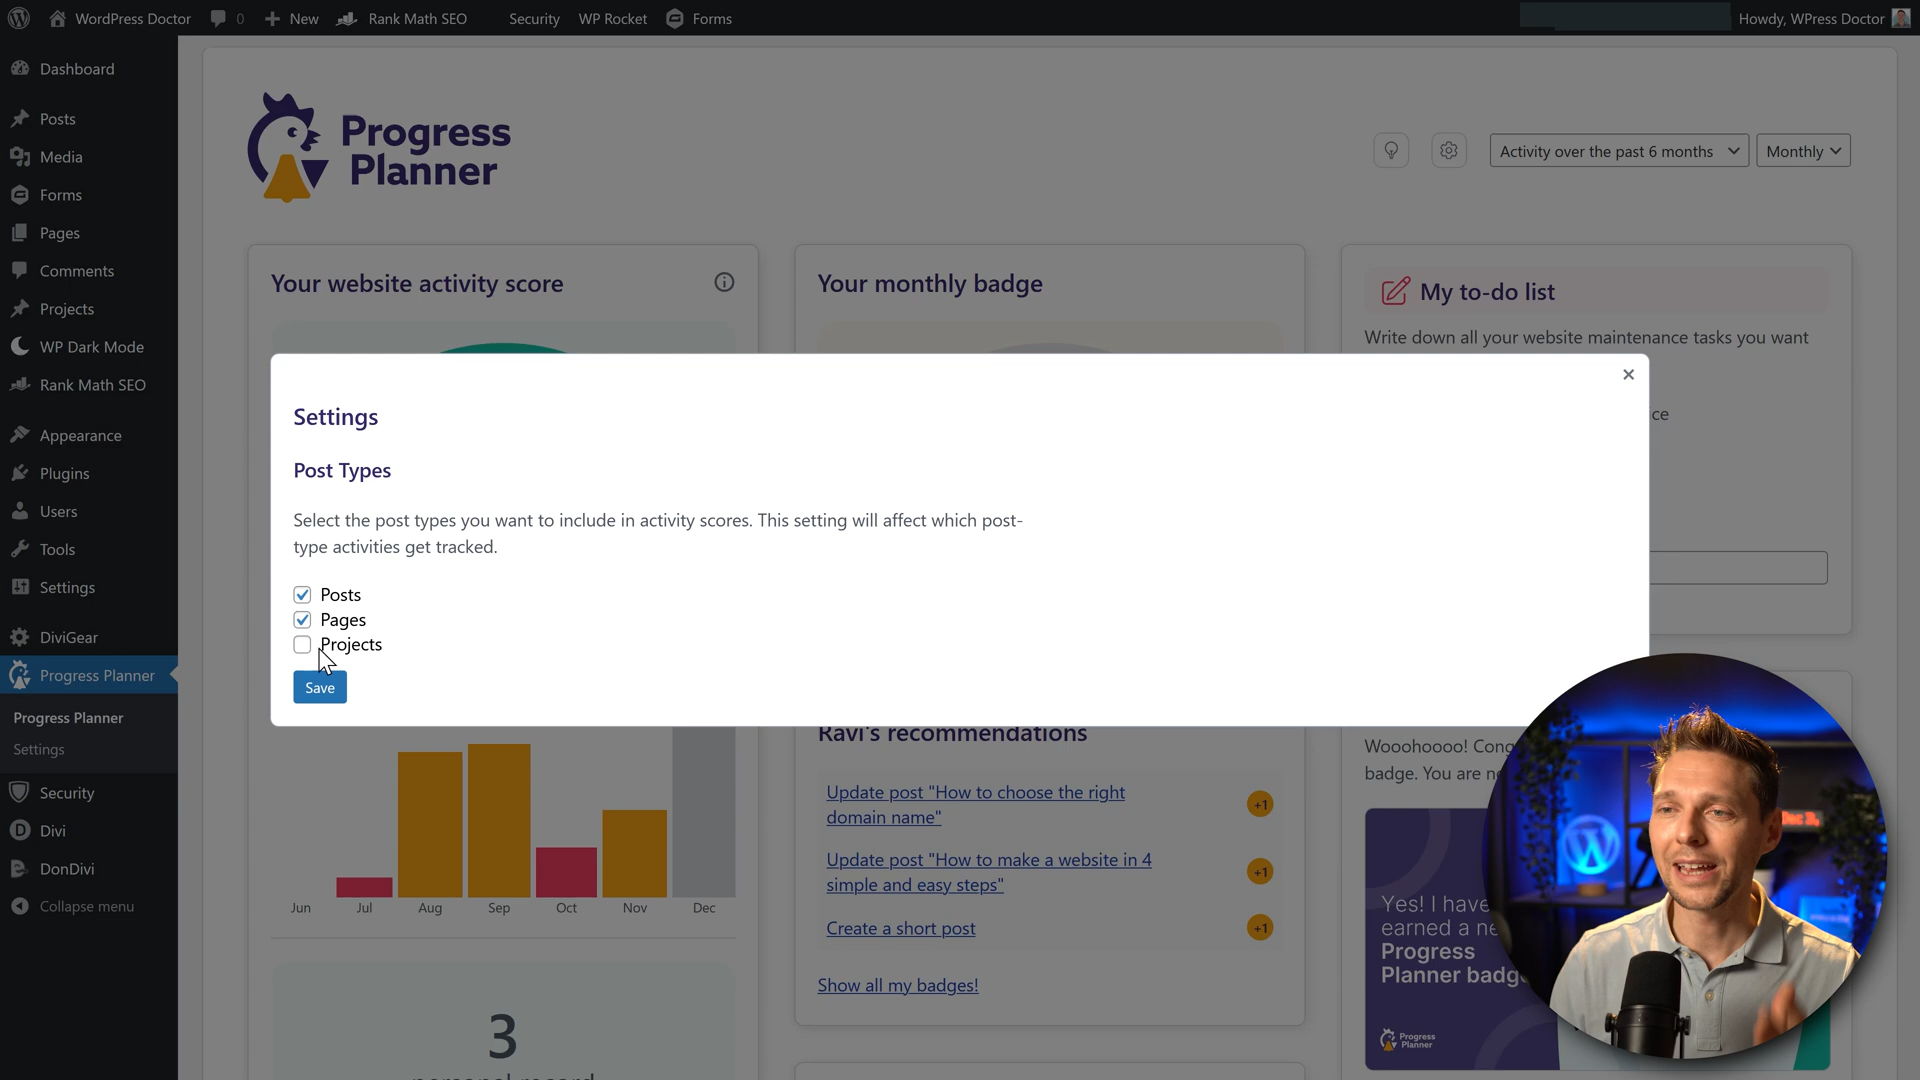 WordPress Doctor
0
New
Rank Math SEO
Security
WP Rocket
Forms
Howdy, WPress Doctor
Dashboard
Posts
Media
Forms
Pages
Comments
Projects
WP Dark Mode
Rank Math SEO
Appearance
Plugins
Users
Tools
Settings
DiviGear
Progress Planner
Progress Planner
Settings
Security
Divi
DonDivi
Collapse menu
Progress
Planner
Activity over the past 6 months
Monthly
Your website activity score
Your monthly badge
My to-do list
Write down all your website maintenance tasks you want
ce
Settings
Post Types
Select the post types you want to include in activity scores. This setting will affect which post-
type activities get tracked.
Posts
Pages
Projects
Save
Jun
Jul
Aug
Sep
Oct
Nov
Dec
3
personal record
Ravi's recommendations
Update post "How to choose the right
domain name"
+1
Update post "How to make a website in 4
simple and easy steps"
+1
Create a short post
+1
Show all my badges!
Wooohoooo! Cong
badge. You are
Yes! I have
earned a ne
Progress
Planner badg
Progress
Planner